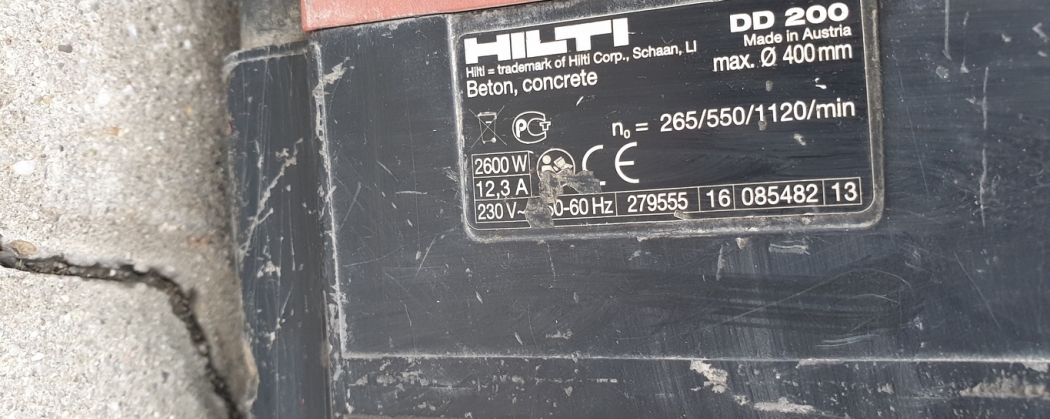 HILTI
DD 200
Made in Austria
Hilti = trademark of Hilti Corp., Schaan, LI
max. Ø 400 mm
Beton, concrete
n₀ = 265/550/1120/min
2600 W
12,3 A
230 V~ 50-60 Hz 279555 16 085482 13